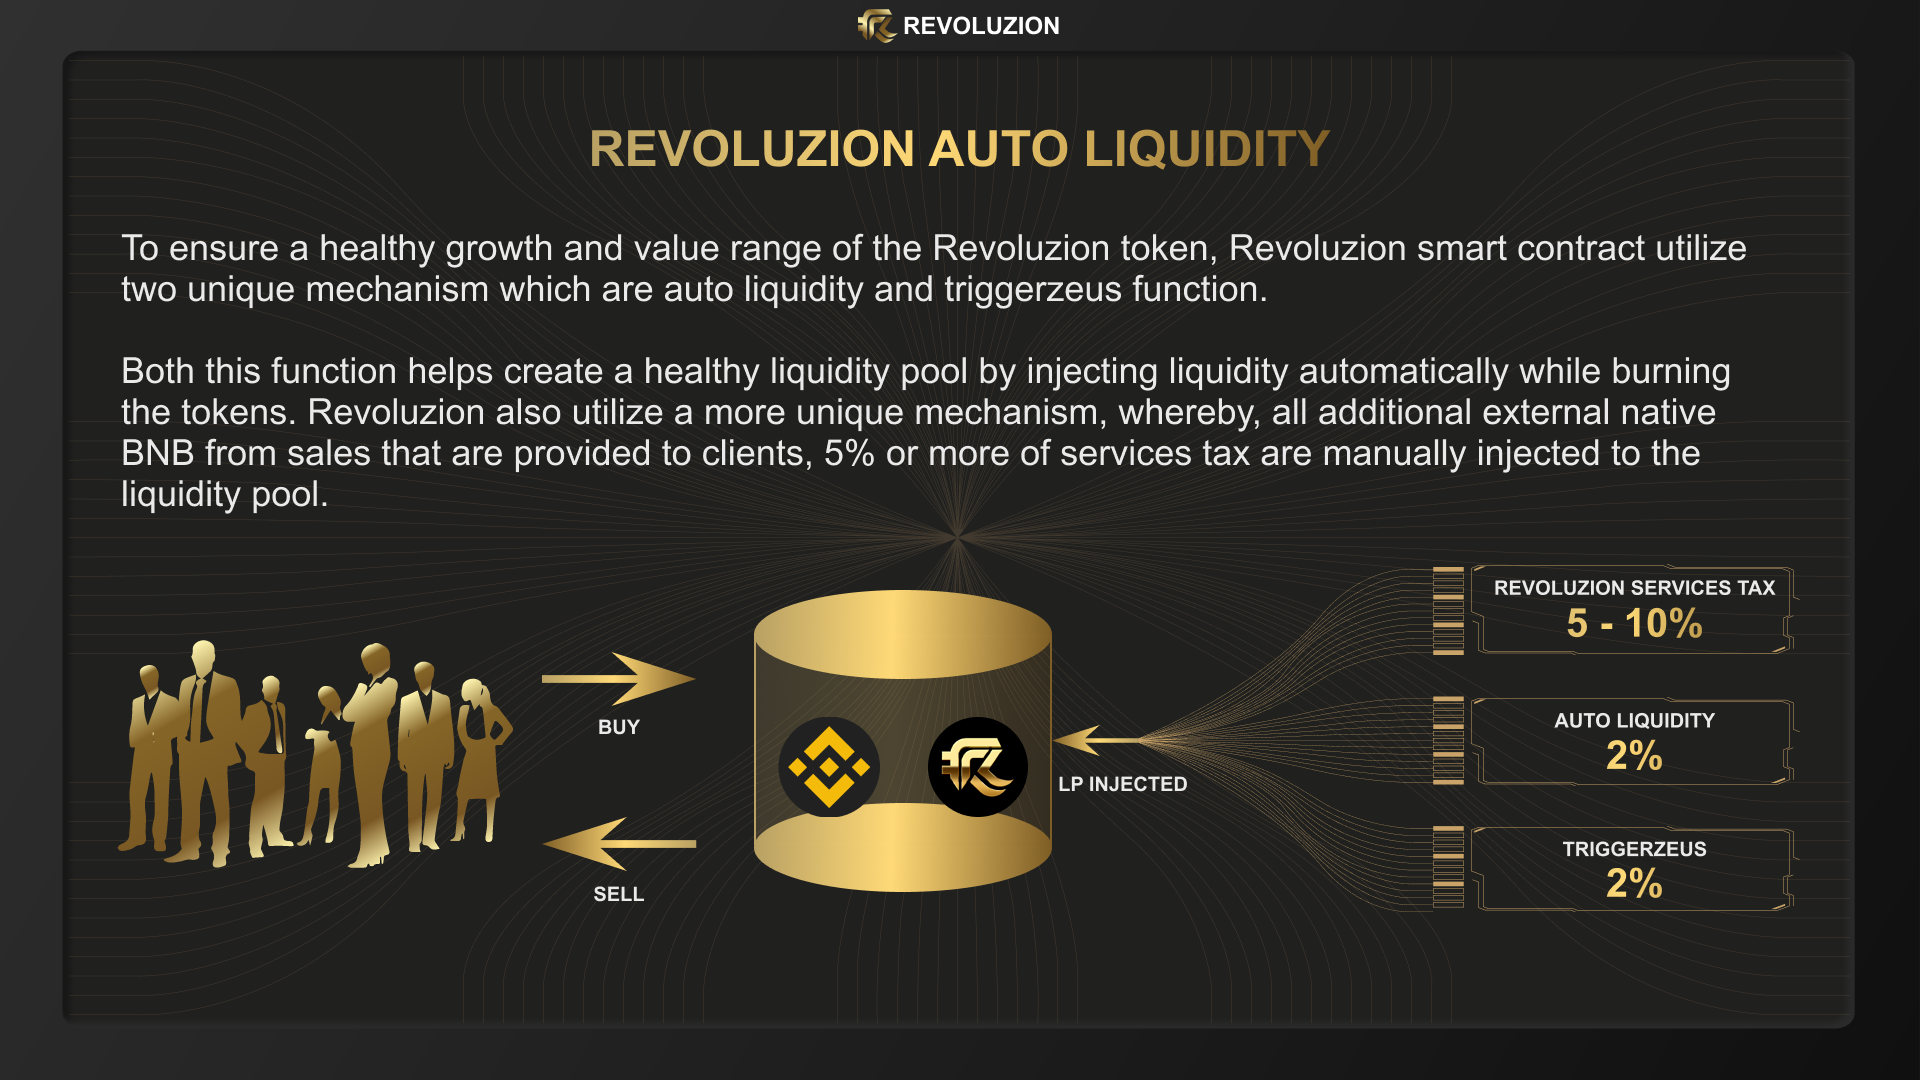 REVOLUZION
REVOLUZION AUTO LIQUIDITY
To ensure a healthy growth and value range of the Revoluzion token, Revoluzion smart contract utilize
two unique mechanism which are auto liquidity and triggerzeus function.
Both this function helps create a healthy liquidity pool by injecting liquidity automatically while burning
the tokens. Revoluzion also utilize a more unique mechanism, whereby, all additional external native
BNB from sales that are provided to clients, 5% or more of services tax are manually injected to the
liquidity pool.
BUY
SELL
LP INJECTED
REVOLUZION SERVICES TAX
5 - 10%
AUTO LIQUIDITY
2%
TRIGGERZEUS
2%